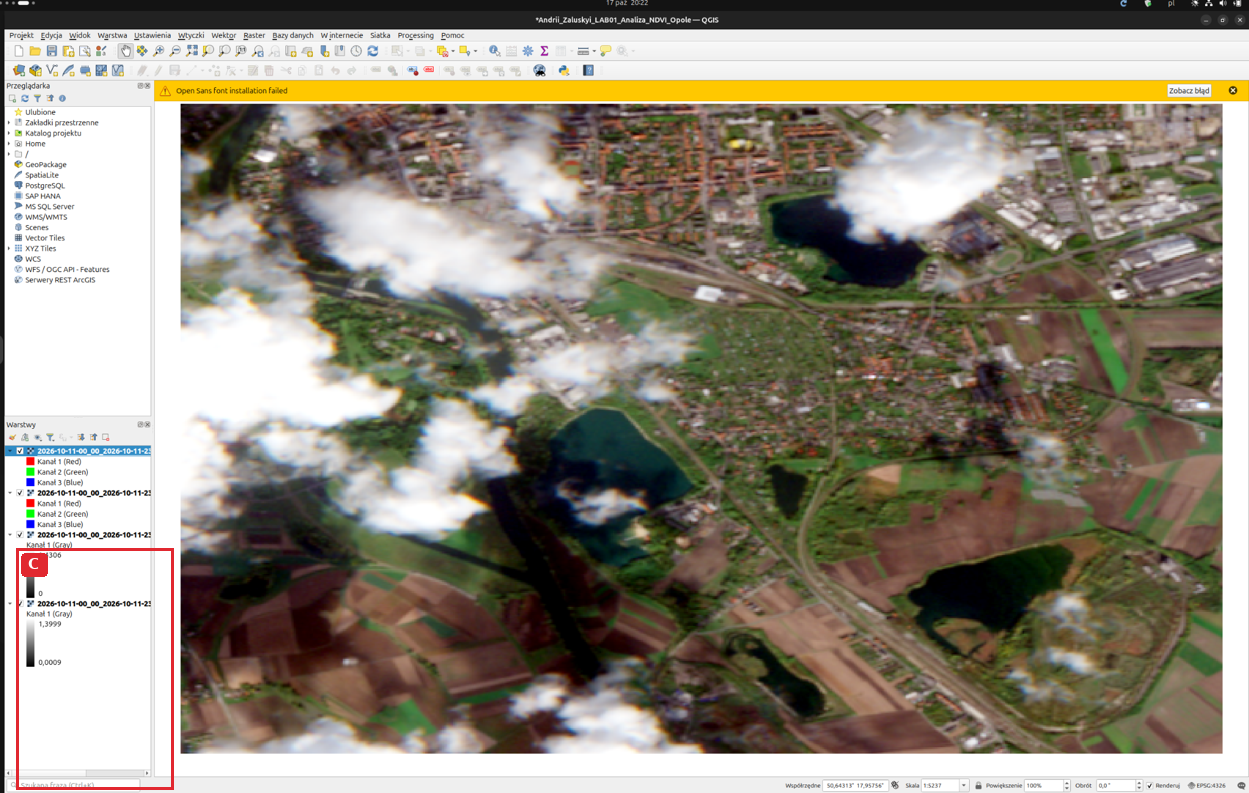 17 paź 20:22
pl
*Andrii_Zaluskyi_LAB01_Analiza_NDVI_Opole — QGIS
Projekt Edycja Widok Warstwa Ustawienia Wtyczki Wektor Raster Bazy danych W internecie Siatka Processing Pomoc
Przeglądarka
Open Sans font installation failed
Zobacz błąd
Ulubione
Zakładki przestrzenne
Katalog projektu
Home
/
GeoPackage
SpatiaLite
PostgreSQL
SAP HANA
MS SQL Server
WMS/WMTS
Scenes
Vector Tiles
XYZ Tiles
WCS
WFS / OGC API - Features
Serwery REST ArcGIS
Warstwy
2026-10-11-00_00_2026-10-11-23
Kanał 1 (Red)
Kanał 2 (Green)
Kanał 3 (Blue)
2026-10-11-00_00_2026-10-11-23
Kanał 1 (Red)
Kanał 2 (Green)
Kanał 3 (Blue)
2026-10-11-00_00_2026-10-11-23
Kanał 1 (Gray)
306
C
0
2026-10-11-00_00_2026-10-11-23
Kanał 1 (Gray)
1,3999
0,0009
Szukana fraza (Ctrl+K)
Współrzędne 50,64313° 17,95756° Skala 1:5237 Powiększenie 100% Obrót 0,0 ° Renderuj EPSG:4326